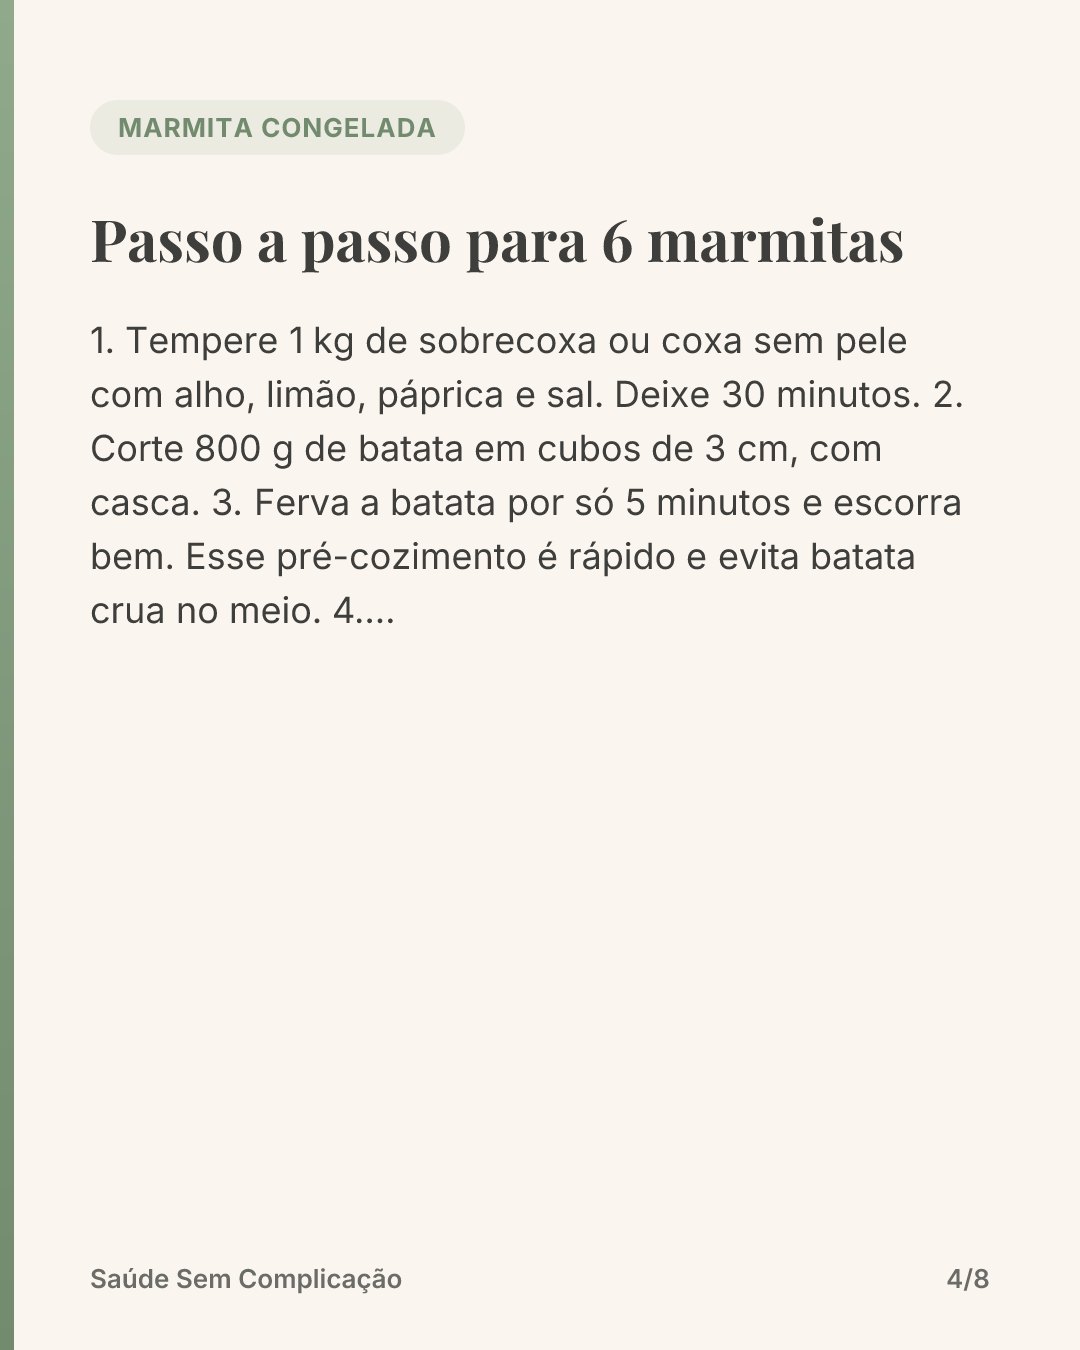 MARMITA CONGELADA
Passo a passo para 6 marmitas
1. Tempere 1 kg de sobrecoxa ou coxa sem pele
com alho, limão, páprica e sal. Deixe 30 minutos. 2.
Corte 800 g de batata em cubos de 3 cm, com
casca. 3. Ferva a batata por só 5 minutos e escorra
bem. Esse pré-cozimento é rápido e evita batata
crua no meio. 4....
Saúde Sem Complicação
4/8